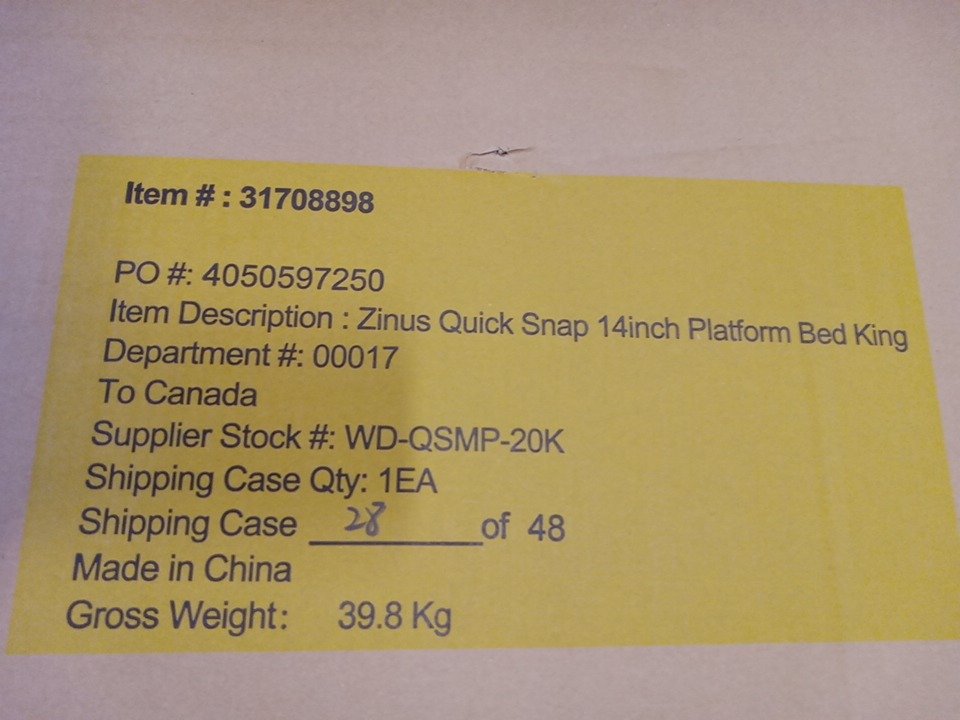 Item # : 31708898
PO #: 4050597250
Item Description : Zinus Quick Snap 14inch Platform Bed King
Department #: 00017
To Canada
Supplier Stock #: WD-QSMP-20K
Shipping Case Qty: 1EA
Shipping Case 28 of 48
Made in China
Gross Weight: 39.8 Kg